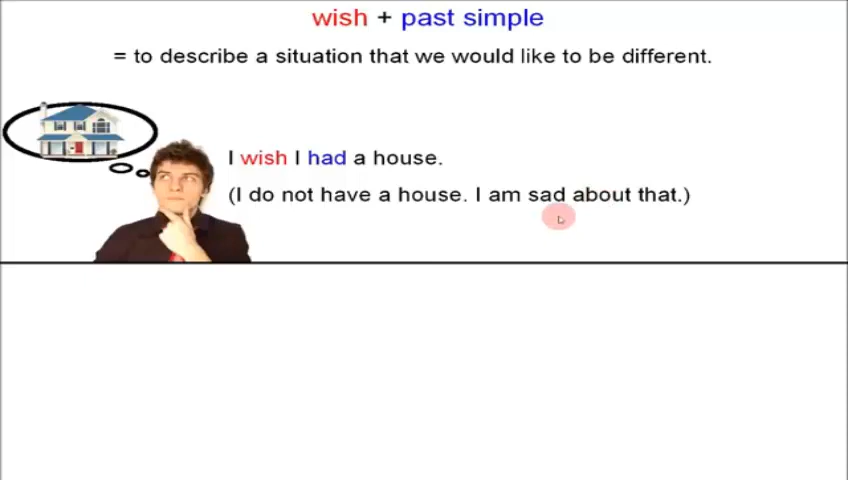 wish + past simple
= to describe a situation that we would like to be different.
I wish I had a house.
(I do not have a house. I am sad about that.)